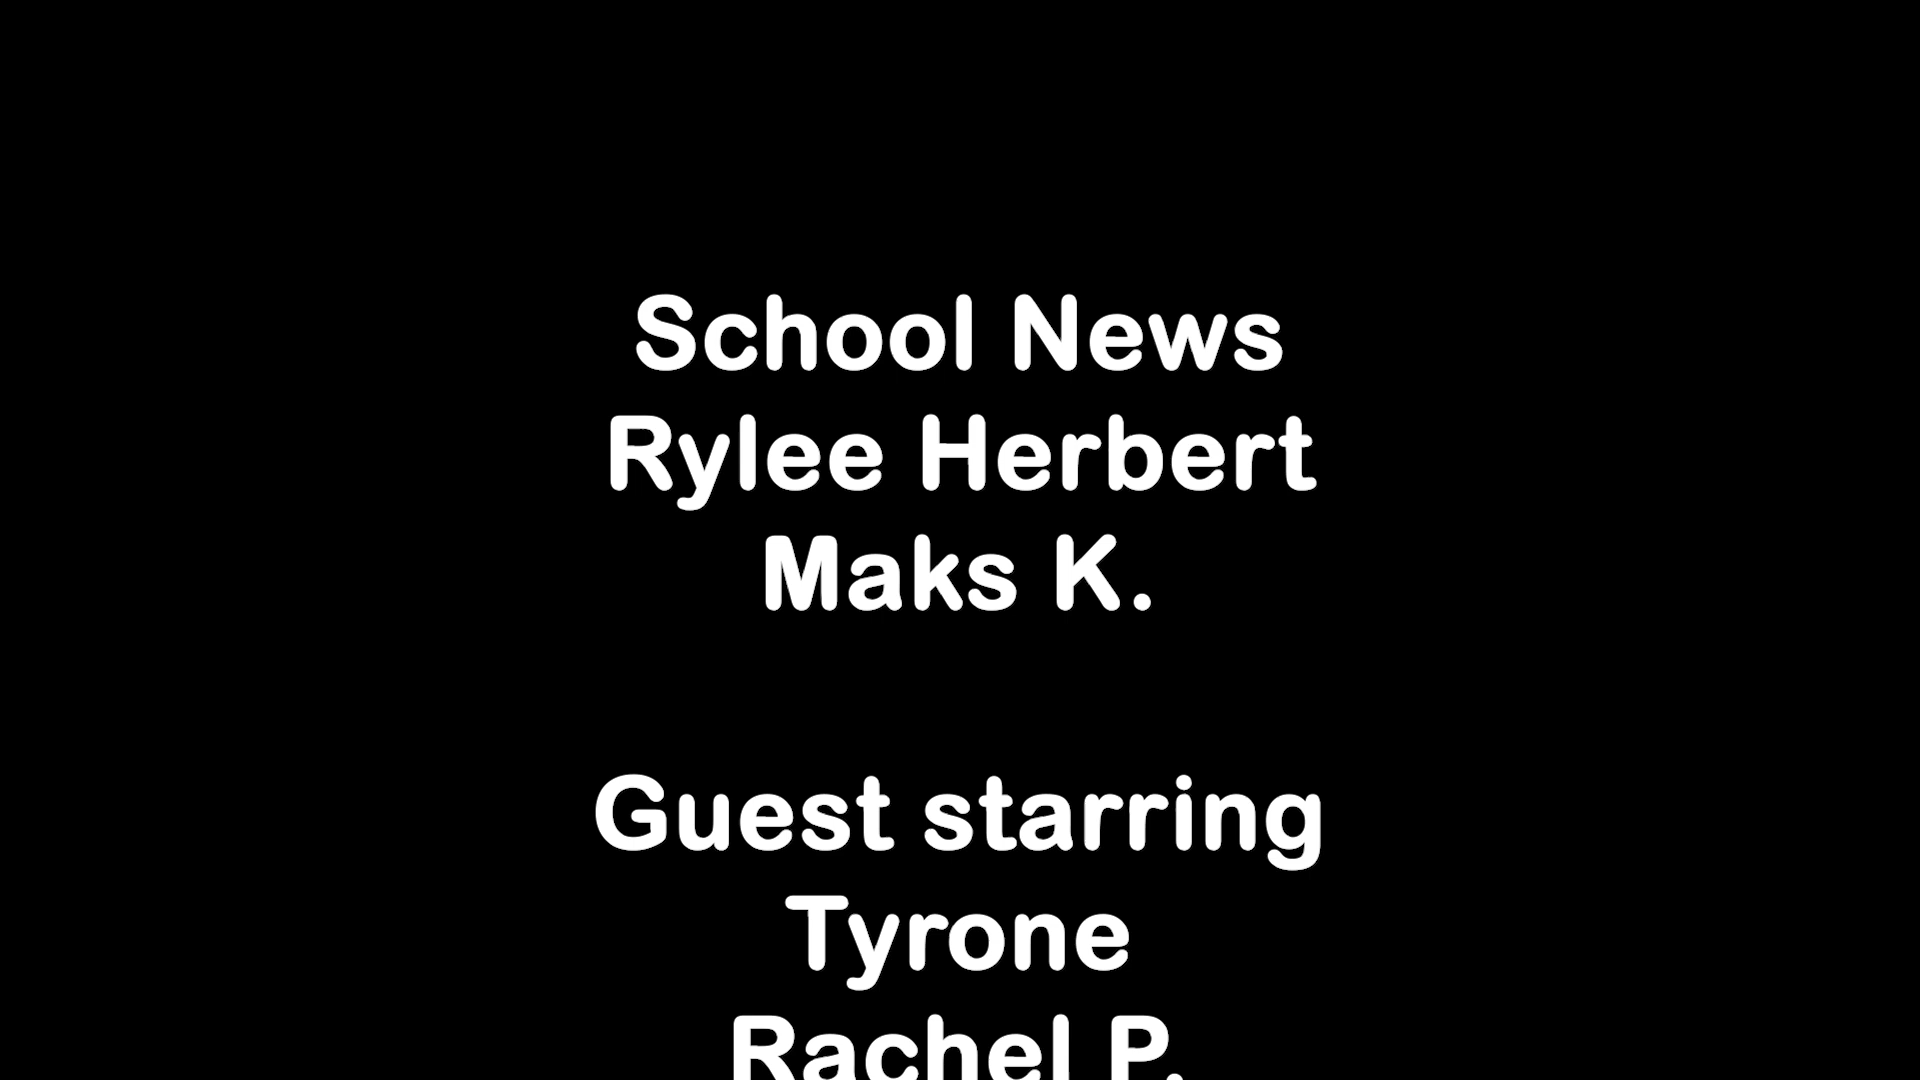 School News
Rylee Herbert
Maks K.
Guest starring
Tyrone
Rachel P.